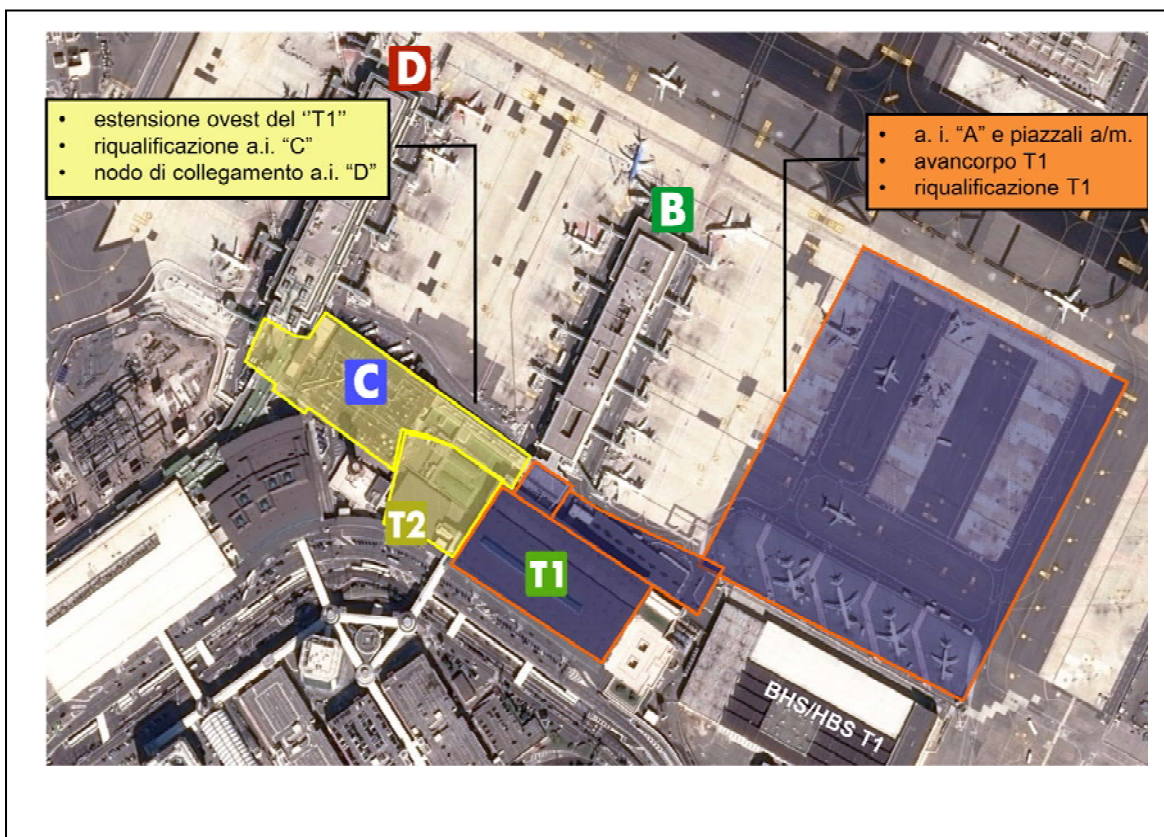 D
• estensione ovest del ‘‘T1”
• riqualificazione a.i. “C”
• nodo di collegamento a.i. “D”
• a. i. “A” e piazzali a/m.
• avancorpo T1
• riqualificazione T1
B
C
T2
T1
BHS/HBS T1